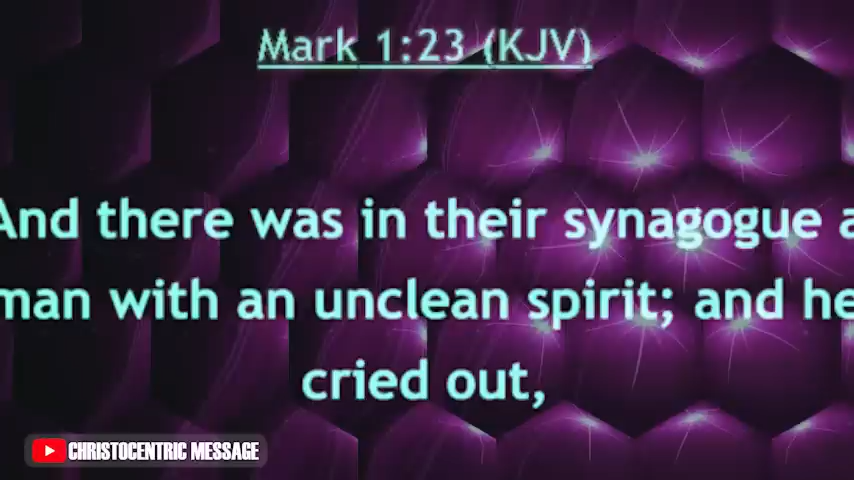 Mark 1:23 (KJV)
And there was in their synagogue a
man with an unclean spirit; and he
cried out,
CHRISTOCENTRIC MESSAGE